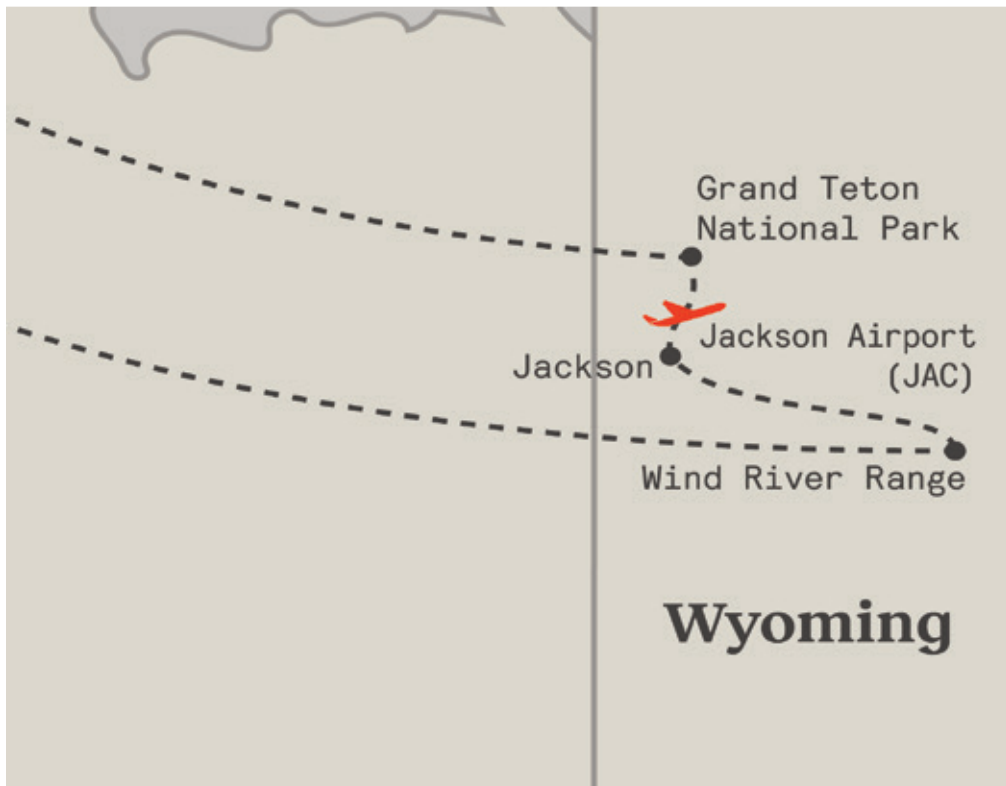 Grand Teton
National Park
Jackson Airport
(JAC)
Jackson
Wind River Range
Wyoming